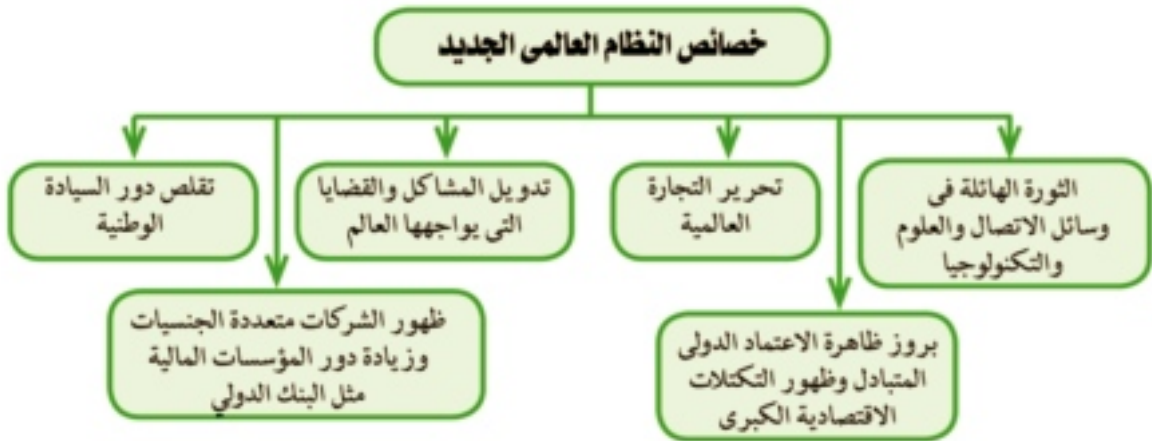 خصائص النظام العالمى الجديد
الثورة الهائلة فى
وسائل الاتصال والعلوم
والتكنولوجيا
بروز ظاهرة الاعتماد الدولى
المتبادل وظهور التكتلات
الاقتصادية الكبرى
تحرير التجارة
العالمية
تدويل المشاكل والقضايا
التى يواجهها العالم
ظهور الشركات متعددة الجنسيات
وزيادة دور المؤسسات المالية
مثل البنك الدولي
تقلص دور السيادة
الوطنية